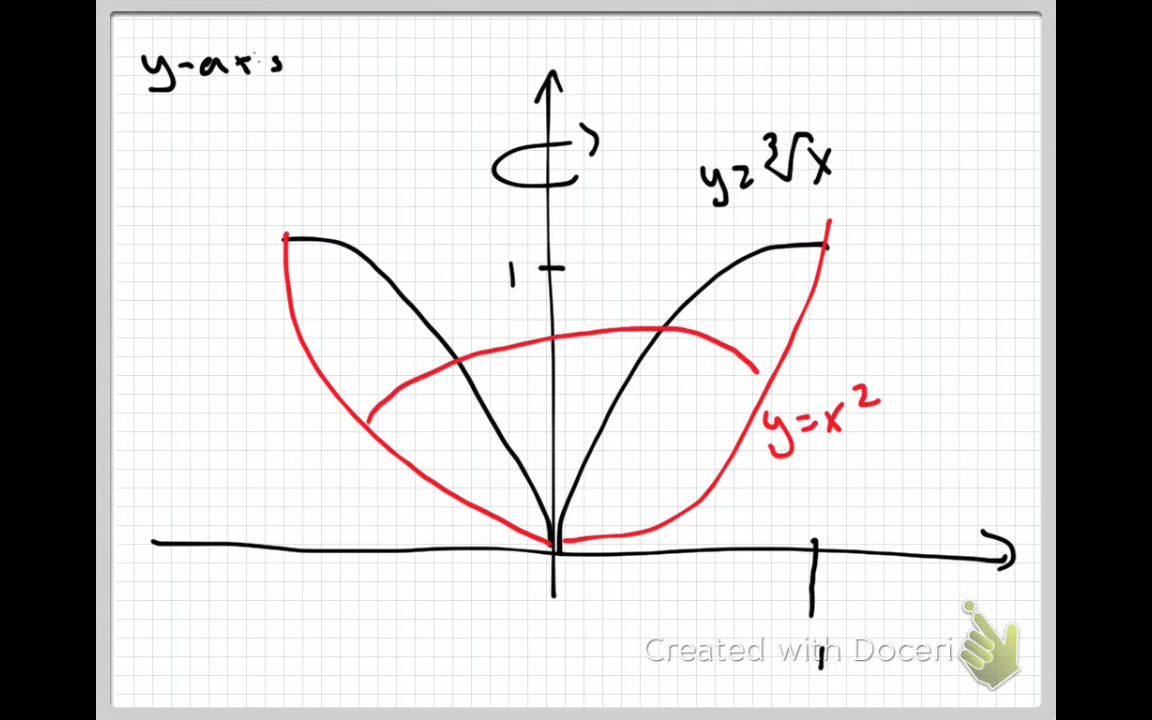 y-axis
y=∛x
1
y=x²
Created with Doceri
1